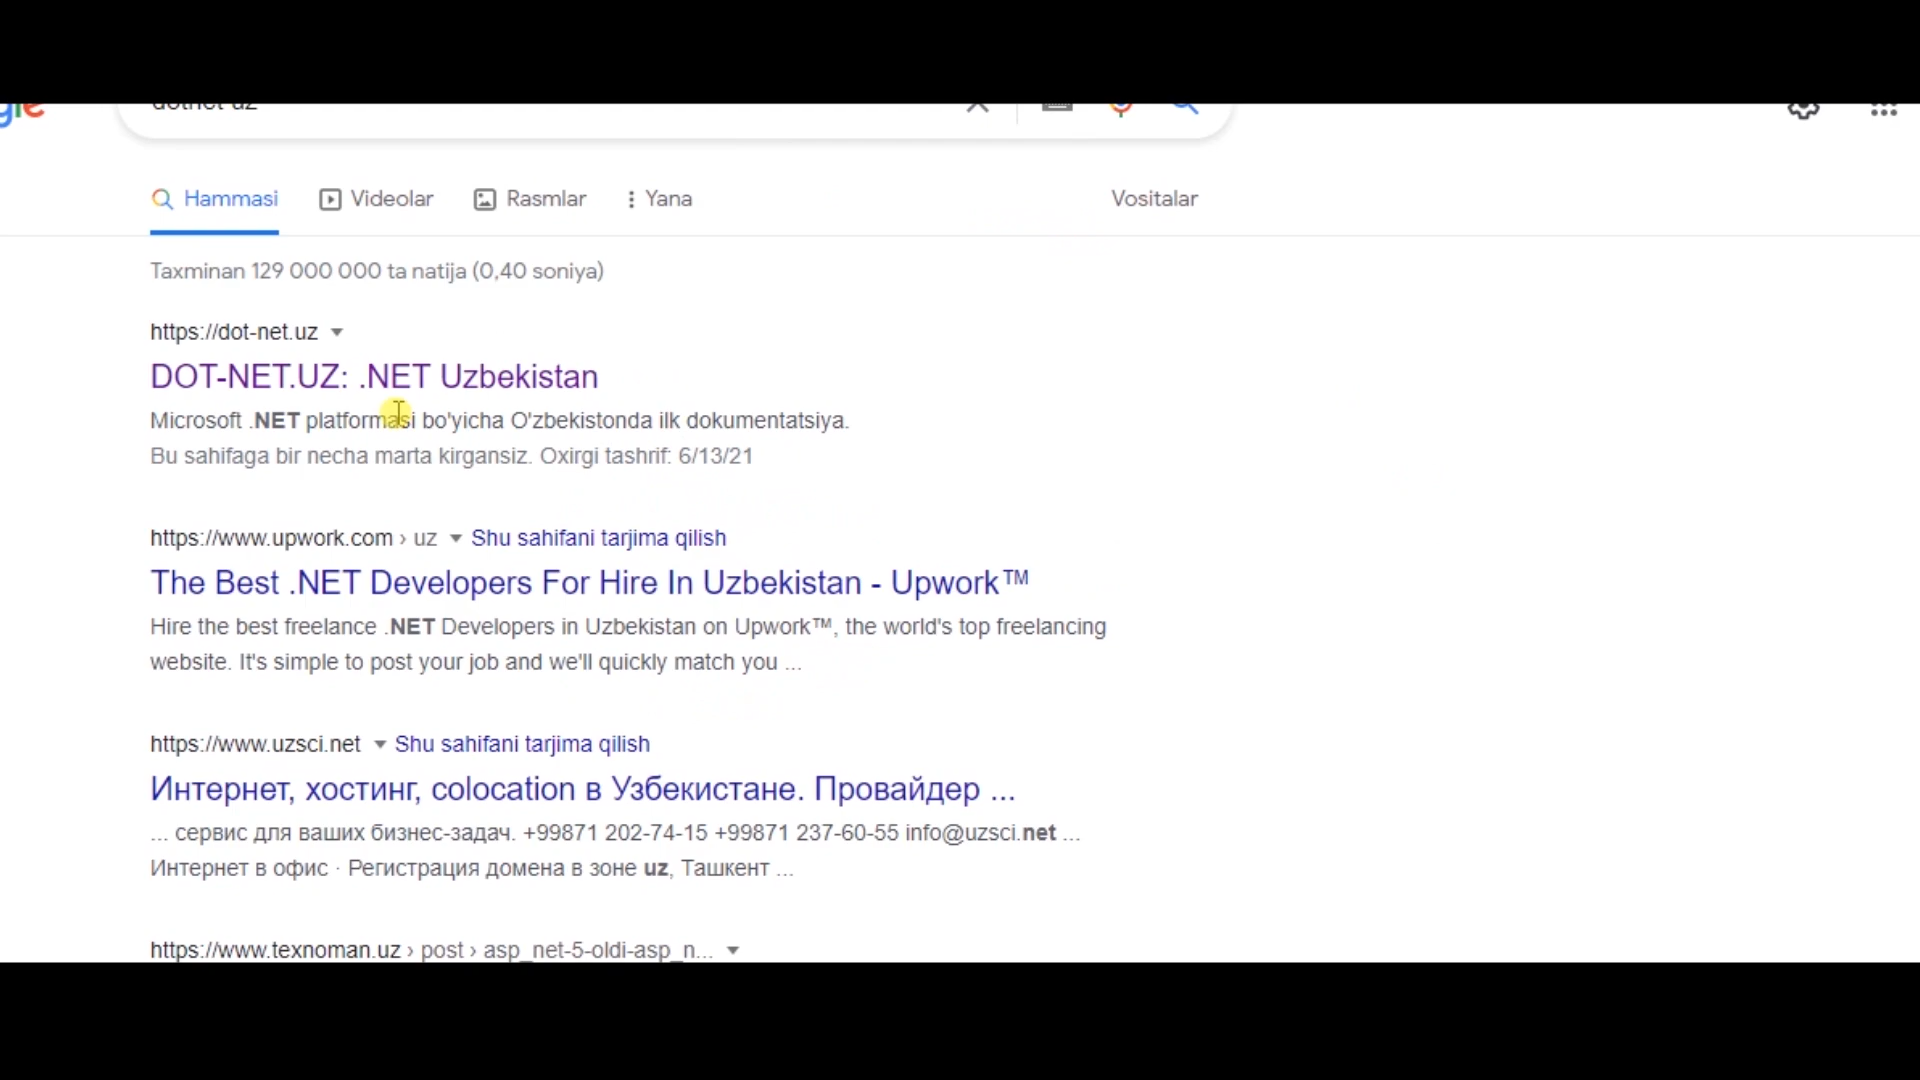 dotnet uz
Hammasi Videolar Rasmlar Yana Vositalar
Taxminan 129 000 000 ta natija (0,40 soniya)
https://dot-net.uz
DOT-NET.UZ: .NET Uzbekistan
Microsoft .NET platformasi bo'yicha O'zbekistonda ilk dokumentatsiya.
Bu sahifaga bir necha marta kirgansiz. Oxirgi tashrif: 6/13/21
https://www.upwork.com › uz Shu sahifani tarjima qilish
The Best .NET Developers For Hire In Uzbekistan - Upwork™
Hire the best freelance .NET Developers in Uzbekistan on Upwork™, the world's top freelancing
website. It's simple to post your job and we'll quickly match you ...
https://www.uzsci.net Shu sahifani tarjima qilish
Интернет, хостинг, colocation в Узбекистане. Провайдер ...
... сервис для ваших бизнес-задач. +99871 202-74-15 +99871 237-60-55 info@uzsci.net ...
Интернет в офис · Регистрация домена в зоне uz, Ташкент ...
https://www.texnoman.uz › post › asp_net-5-oldi-asp_n...